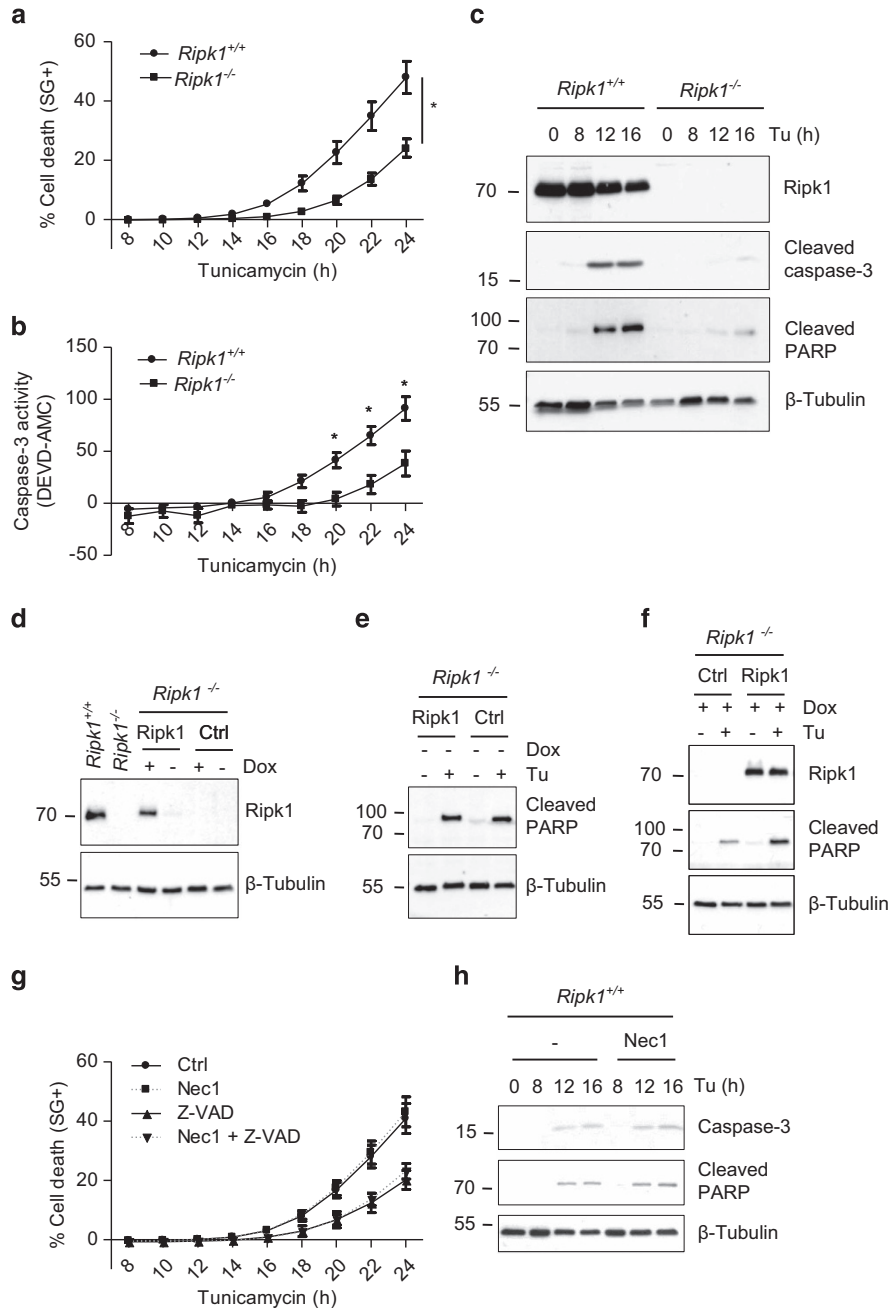 a
60
40
20
0
% Cell death (SG+)
Ripk1+/+
Ripk1-/-
*
8 10 12 14 16 18 20 22 24
Tunicamycin (h)
b
150
100
50
0
-50
Caspase-3 activity
(DEVD-AMC)
Ripk1+/+
Ripk1-/-
* * *
8 10 12 14 16 18 20 22 24
Tunicamycin (h)
c
Ripk1+/+ Ripk1-/-
0 8 12 16 0 8 12 16 Tu (h)
70 Ripk1
15 Cleaved
caspase-3
100
70
Cleaved
PARP
55 β-Tubulin
d
Ripk1 -/-
Ripk1+/+ Ripk1-/- Ripk1 Ctrl
+ - + - Dox
70 Ripk1
55 β-Tubulin
e
Ripk1 -/-
Ripk1 Ctrl
- - - - Dox
- + - + Tu
100
70
Cleaved
PARP
55 β-Tubulin
f
Ripk1 -/-
Ctrl Ripk1
+ + + + Dox
- + - + Tu
70 Ripk1
100
70
Cleaved
PARP
55 β-Tubulin
g
60
40
20
0
% Cell death (SG+)
Ctrl
Nec1
Z-VAD
Nec1 + Z-VAD
8 10 12 14 16 18 20 22 24
Tunicamycin (h)
h
Ripk1+/+
- Nec1
0 8 12 16 8 12 16 Tu (h)
15 Caspase-3
70 Cleaved
PARP
55 β-Tubulin